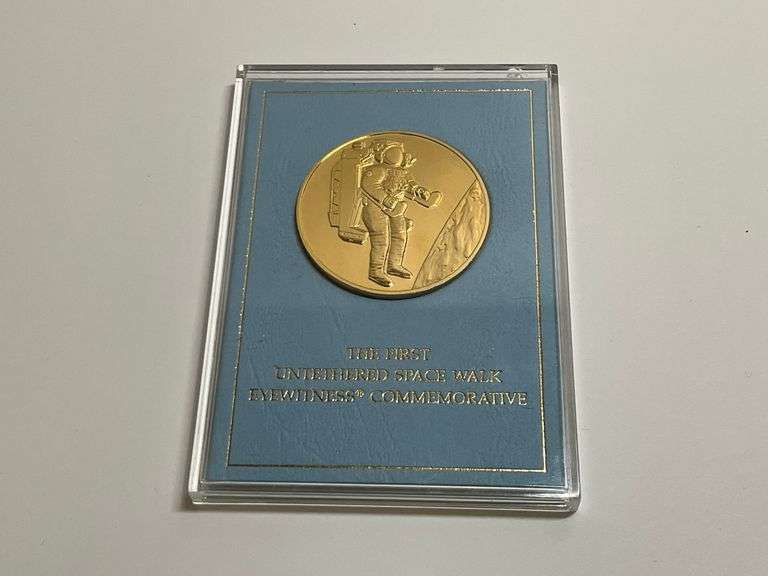 THE FIRST
UNTETHERED SPACE WALK
EYEWITNESS® COMMEMORATIVE